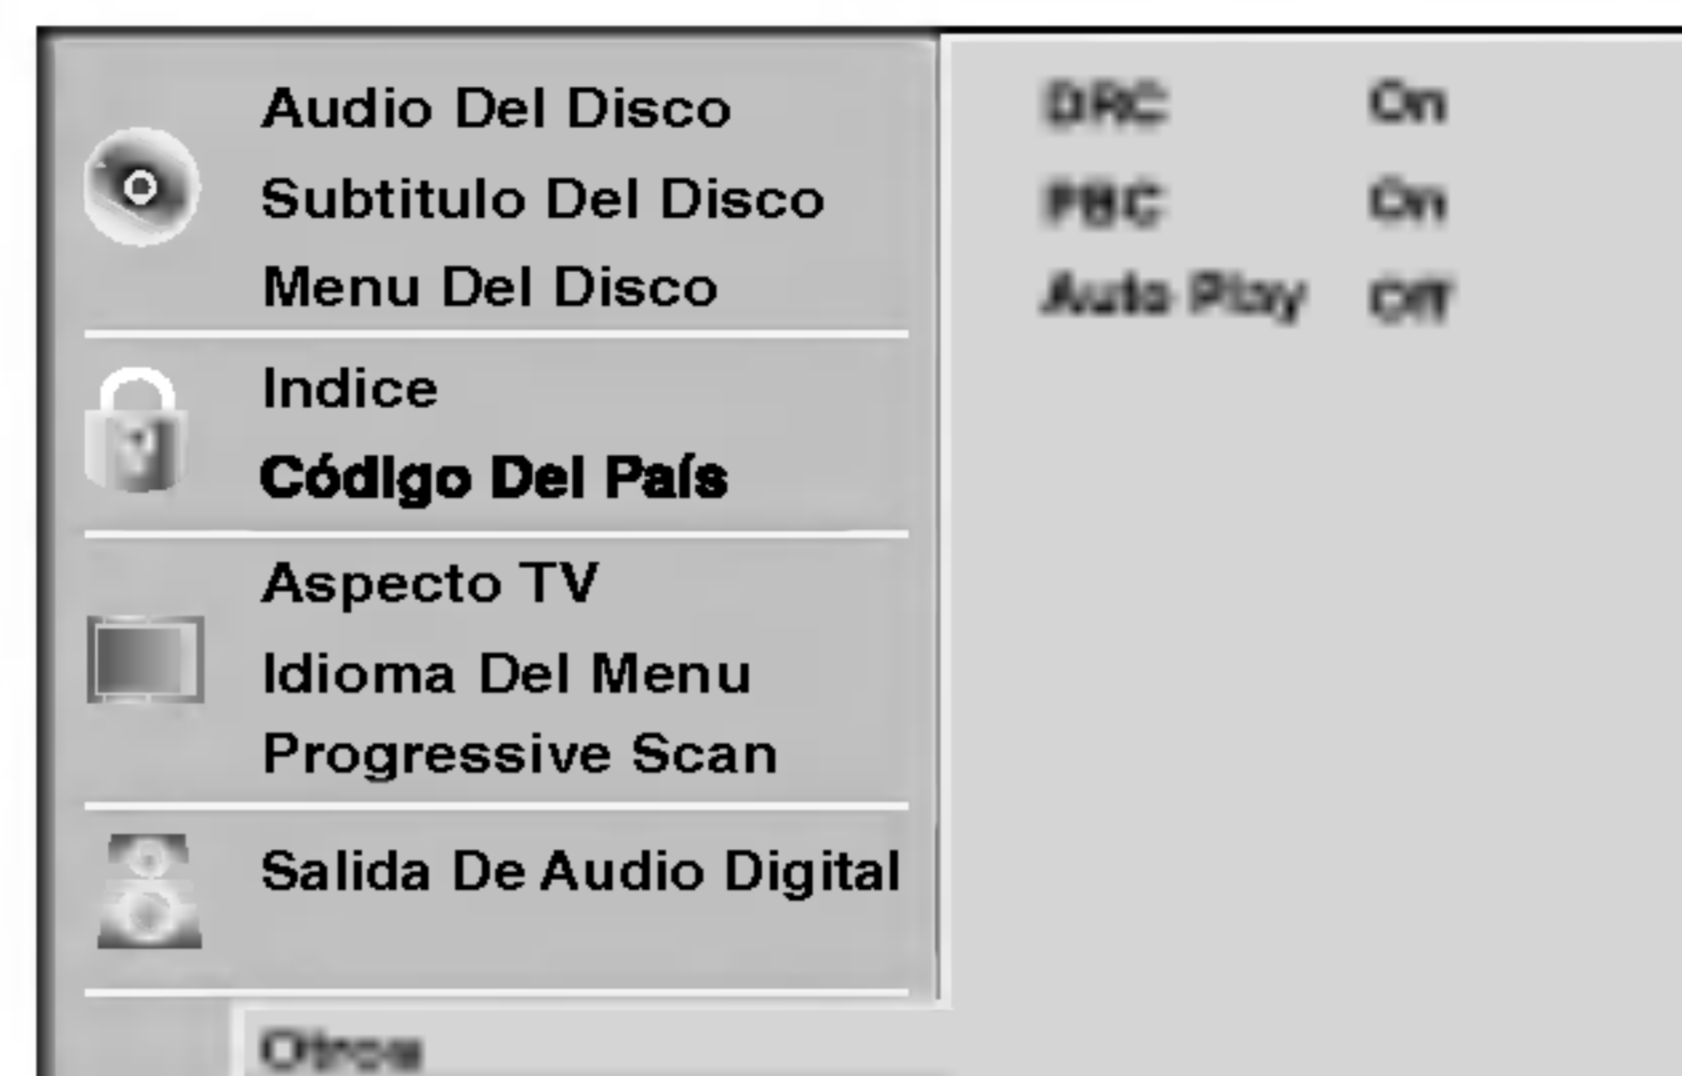 Audio Del Disco
Subtitulo Del Disco
Menu Del Disco
Indice
Código Del País
Aspecto TV
Idioma Del Menu
Progressive Scan
Salida De Audio Digital
Otros
DRC On
PBC On
Auto Play Off